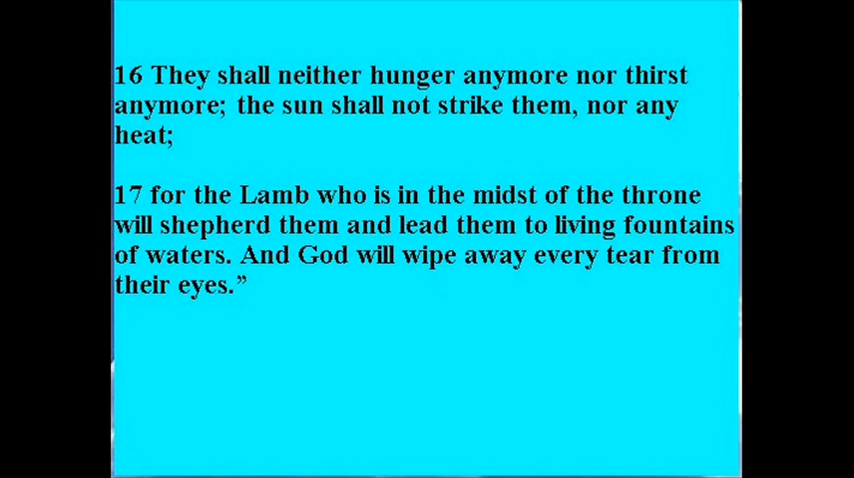 16 They shall neither hunger anymore nor thirst
anymore; the sun shall not strike them, nor any
heat;
17 for the Lamb who is in the midst of the throne
will shepherd them and lead them to living fountains
of waters. And God will wipe away every tear from
their eyes.”